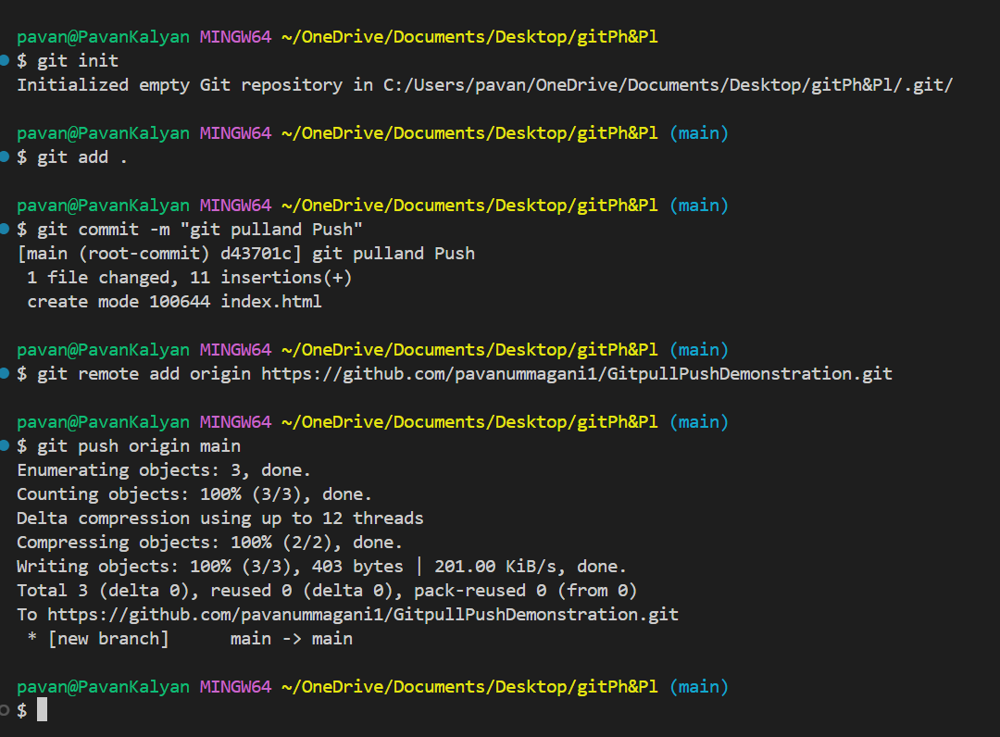 pavan@PavanKalyan MINGW64 ~/OneDrive/Documents/Desktop/gitPh&Pl
$ git init
Initialized empty Git repository in C:/Users/pavan/OneDrive/Documents/Desktop/gitPh&Pl/.git/
pavan@PavanKalyan MINGW64 ~/OneDrive/Documents/Desktop/gitPh&Pl (main)
$ git add .
pavan@PavanKalyan MINGW64 ~/OneDrive/Documents/Desktop/gitPh&Pl (main)
$ git commit -m "git pulland Push"
[main (root-commit) d43701c] git pulland Push
 1 file changed, 11 insertions(+)
 create mode 100644 index.html
pavan@PavanKalyan MINGW64 ~/OneDrive/Documents/Desktop/gitPh&Pl (main)
$ git remote add origin https://github.com/pavanummagani1/GitpullPushDemonstration.git
pavan@PavanKalyan MINGW64 ~/OneDrive/Documents/Desktop/gitPh&Pl (main)
$ git push origin main
Enumerating objects: 3, done.
Counting objects: 100% (3/3), done.
Delta compression using up to 12 threads
Compressing objects: 100% (2/2), done.
Writing objects: 100% (3/3), 403 bytes | 201.00 KiB/s, done.
Total 3 (delta 0), reused 0 (delta 0), pack-reused 0 (from 0)
To https://github.com/pavanummagani1/GitpullPushDemonstration.git
 * [new branch]      main -> main
pavan@PavanKalyan MINGW64 ~/OneDrive/Documents/Desktop/gitPh&Pl (main)
$